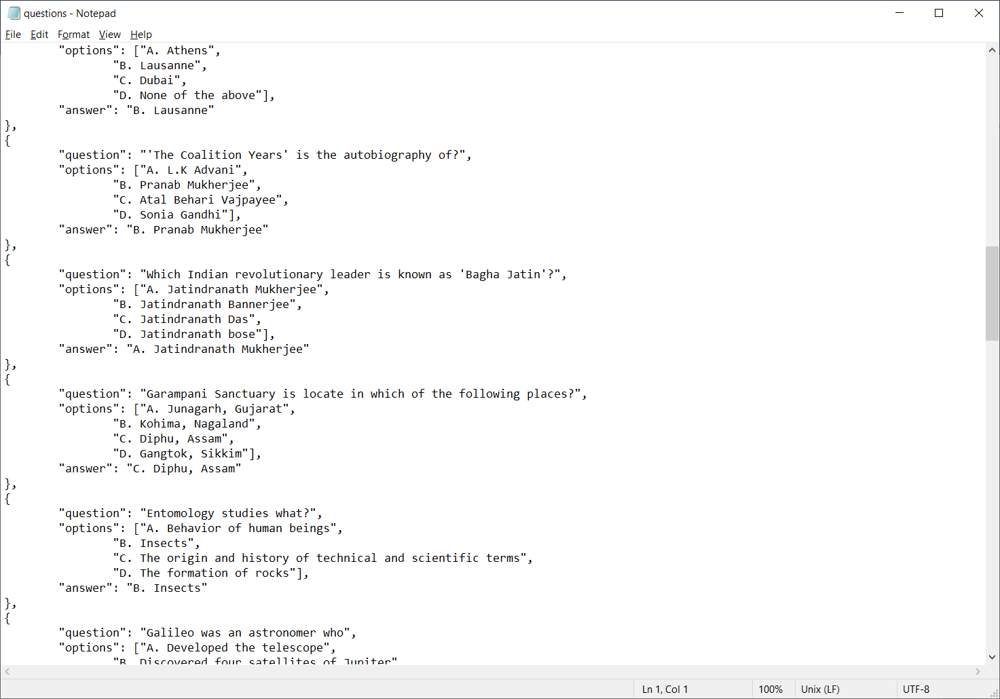 questions - Notepad
File Edit Format View Help
"options": ["A. Athens",
"B. Lausanne",
"C. Dubai",
"D. None of the above"],
"answer": "B. Lausanne"
},
{
"question": "'The Coalition Years' is the autobiography of?",
"options": ["A. L.K Advani",
"B. Pranab Mukherjee",
"C. Atal Behari Vajpayee",
"D. Sonia Gandhi"],
"answer": "B. Pranab Mukherjee"
},
{
"question": "Which Indian revolutionary leader is known as 'Bagha Jatin'?",
"options": ["A. Jatindranath Mukherjee",
"B. Jatindranath Bannerjee",
"C. Jatindranath Das",
"D. Jatindranath bose"],
"answer": "A. Jatindranath Mukherjee"
},
{
"question": "Garampani Sanctuary is locate in which of the following places?",
"options": ["A. Junagarh, Gujarat",
"B. Kohima, Nagaland",
"C. Diphu, Assam",
"D. Gangtok, Sikkim"],
"answer": "C. Diphu, Assam"
},
{
"question": "Entomology studies what?",
"options": ["A. Behavior of human beings",
"B. Insects",
"C. The origin and history of technical and scientific terms",
"D. The formation of rocks"],
"answer": "B. Insects"
},
{
"question": "Galileo was an astronomer who",
"options": ["A. Developed the telescope",
"B. Discovered four satellites of Jupiter"
Ln 1, Col 1 100% Unix (LF) UTF-8